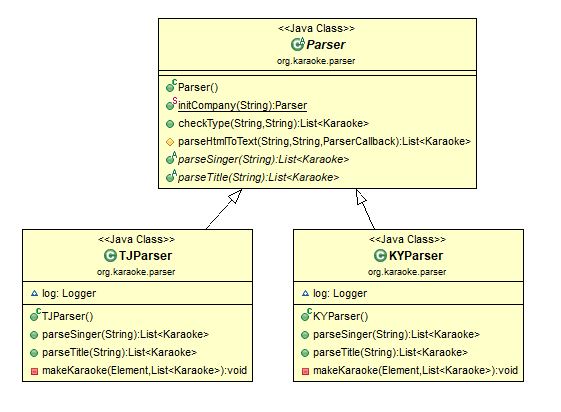 <<Java Class>>
Parser
org.karaoke.parser
Parser()
initCompany(String):Parser
checkType(String,String):List<Karaoke>
parseHtmlToText(String,String,ParserCallback):List<Karaoke>
parseSinger(String):List<Karaoke>
parseTitle(String):List<Karaoke>
<<Java Class>>
TJParser
org.karaoke.parser
log: Logger
TJParser()
parseSinger(String):List<Karaoke>
parseTitle(String):List<Karaoke>
makeKaraoke(Element,List<Karaoke>):void
<<Java Class>>
KYParser
org.karaoke.parser
log: Logger
KYParser()
parseSinger(String):List<Karaoke>
parseTitle(String):List<Karaoke>
makeKaraoke(Element,List<Karaoke>):void